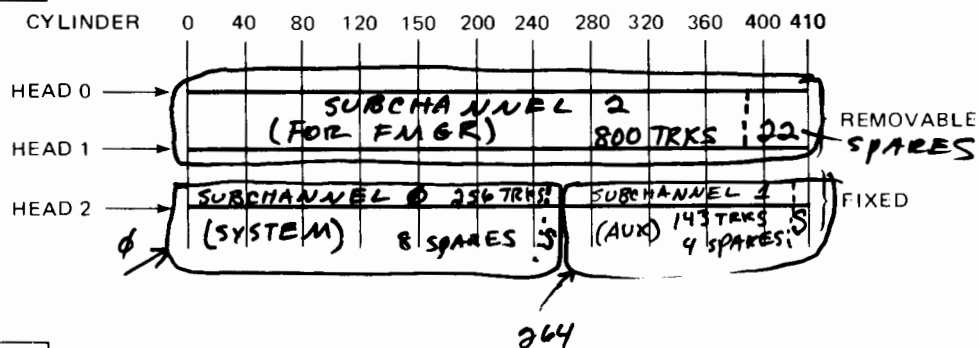 CYLINDER 0 40 80 120 150 200 240 280 320 360 400 410
HEAD 0
SUBCHANNEL 2
(FOR FMGR) 800 TRKS 22
HEAD 1
REMOVABLE
SPARES
SUBCHANNEL 0 256 TRKS
SUBCHANNEL 1
HEAD 2
FIXED
(SYSTEM) 8 SPARES S
(AUX) 143 TRKS
4 SPARES S
φ
264